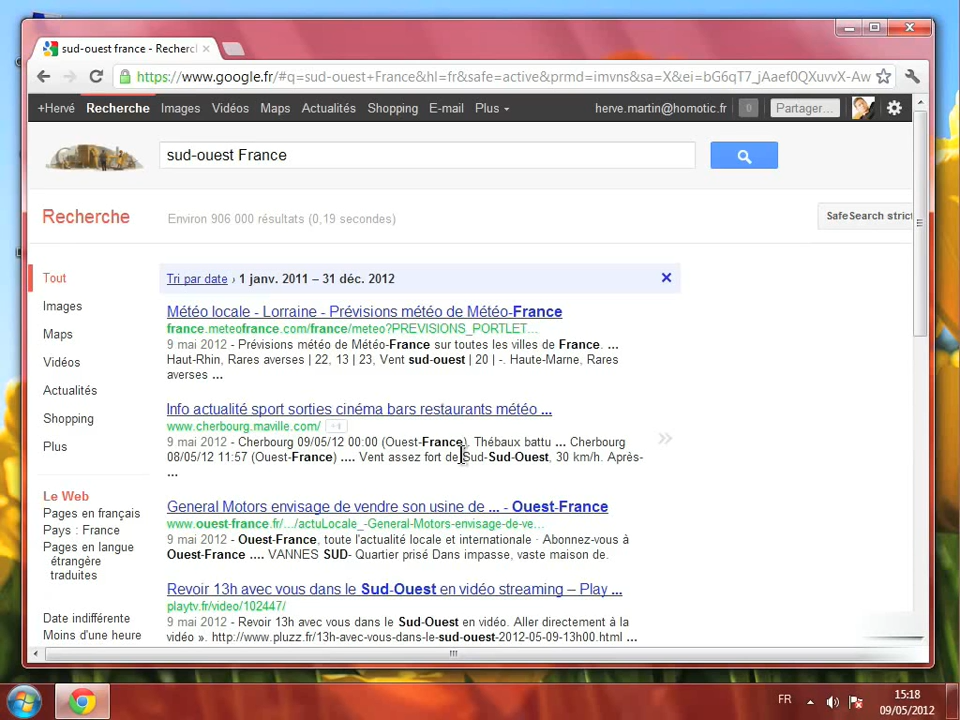 sud-ouest france - Recherc
https://www.google.fr/#q=sud-ouest+France&hl=fr&safe=active&prmd=imvns&sa=X&ei=bG6qT7_jAaef0QXuvvX-Aw
+Hervé Recherche Images Vidéos Maps Actualités Shopping E-mail Plus herve.martin@homotic.fr 0 Partager...
sud-ouest France
Recherche Environ 906 000 résultats (0,19 secondes) SafeSearch strict
Tout
Images
Maps
Vidéos
Actualités
Shopping
Plus
Le Web
Pages en français
Pays : France
Pages en langue
étrangère
traduites
Date indifférente
Moins d'une heure
Tri par date › 1 janv. 2011 – 31 déc. 2012
Météo locale - Lorraine - Prévisions météo de Météo-France
france.meteofrance.com/france/meteo?PREVISIONS_PORTLET...
9 mai 2012 - Prévisions météo de Météo-France sur toutes les villes de France. ...
Haut-Rhin, Rares averses | 22, 13 | 23, Vent sud-ouest | 20 | -. Haute-Marne, Rares
averses ...
Info actualité sport sorties cinéma bars restaurants météo ...
www.cherbourg.maville.com/ +1
9 mai 2012 - Cherbourg 09/05/12 00:00 (Ouest-France). Thébaux battu ... Cherbourg
08/05/12 11:57 (Ouest-France) .... Vent assez fort de Sud-Sud-Ouest, 30 km/h. Après-
...
General Motors envisage de vendre son usine de ... - Ouest-France
www.ouest-france.fr/.../actuLocale_-General-Motors-envisage-de-ve...
9 mai 2012 - Ouest-France, toute l'actualité locale et internationale · Abonnez-vous à
Ouest-France .... VANNES SUD- Quartier prisé Dans impasse, vaste maison de.
Revoir 13h avec vous dans le Sud-Ouest en vidéo streaming – Play ...
playtv.fr/video/102447/
9 mai 2012 - Revoir 13h avec vous dans le Sud-Ouest en vidéo. Aller directement à la
vidéo ». http://www.pluzz.fr/13h-avec-vous-dans-le-sud-ouest-2012-05-09-13h00.html ...
FR
15:18
09/05/2012